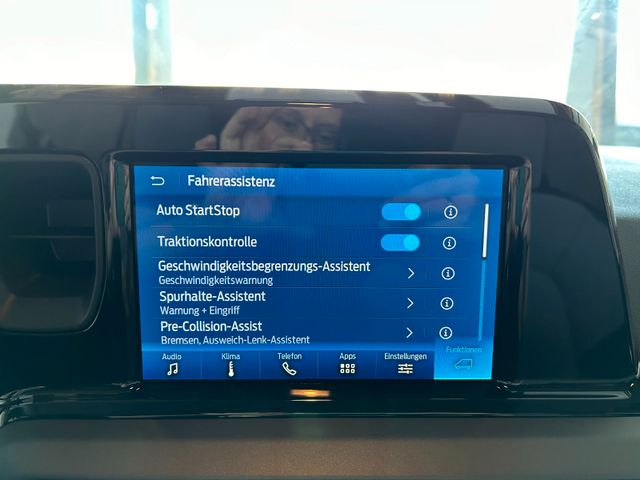 Fahrerassistenz
Auto StartStop
Traktionskontrolle
Geschwindigkeitsbegrenzungs-Assistent
Geschwindigkeitswarnung
Spurhalte-Assistent
Warnung + Eingriff
Pre-Collision-Assist
Bremsen, Ausweich-Lenk-Assistent
Audio Klima Telefon Apps Einstellungen Funktionen